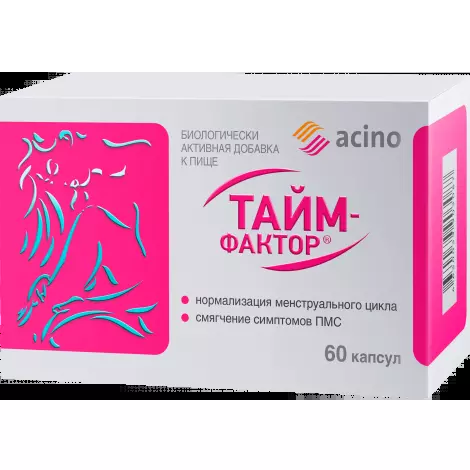 БИОЛОГИЧЕСКИ
АКТИВНАЯ ДОБАВКА
К ПИЩЕ
acino
ТАЙМ-
ФАКТОР®
• нормализация менструального цикла
• смягчение симптомов ПМС
60 капсул